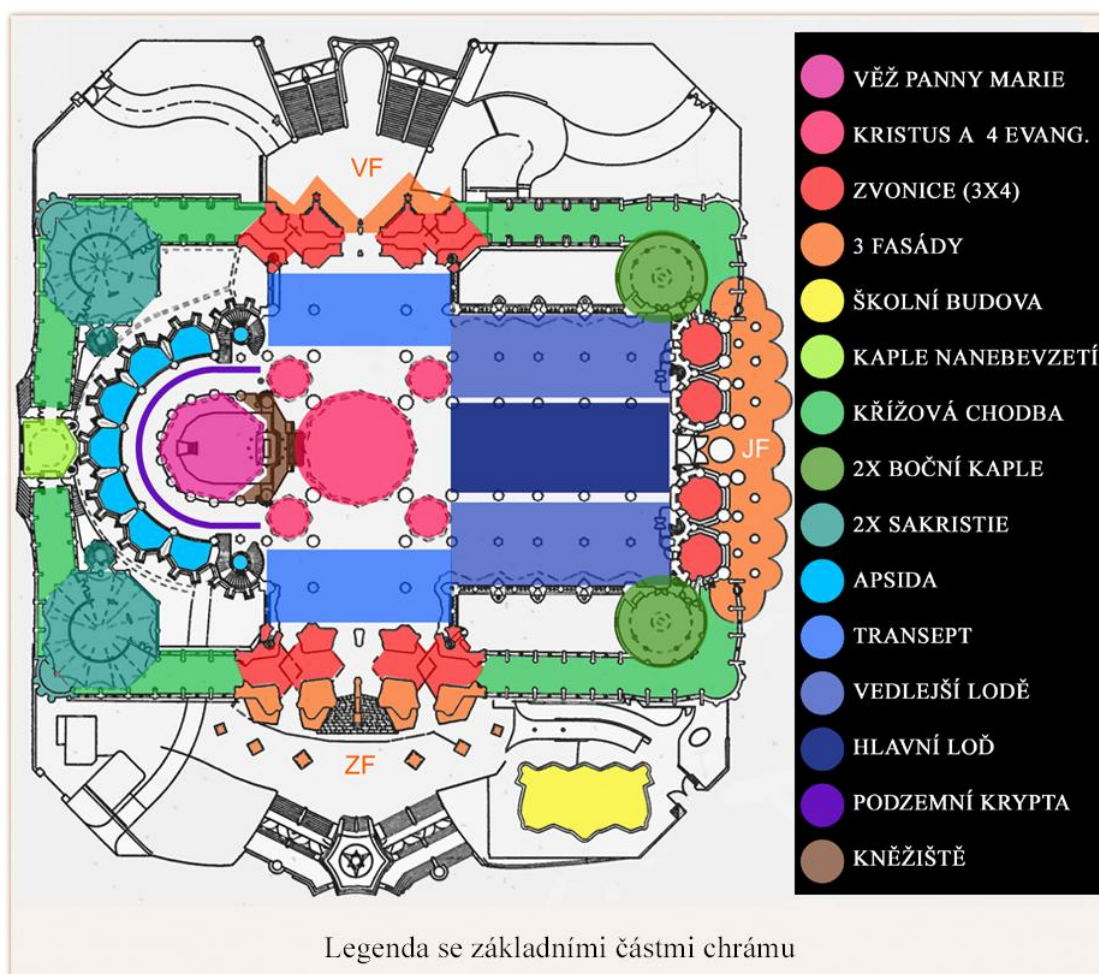 VF
JF
ZF
VĚŽ PANNY MARIE
KRISTUS A 4 EVANG.
ZVONICE (3X4)
3 FASÁDY
ŠKOLNÍ BUDOVA
KAPLE NANEBEVZETÍ
KŘÍŽOVÁ CHODBA
2X BOČNÍ KAPLE
2X SAKRISTIE
APSIDA
TRANSEPT
VEDLEJŠÍ LODĚ
HLAVNÍ LOĎ
PODZEMNÍ KRYPTA
KNĚŽIŠTĚ
Legenda se základními částmi chrámu